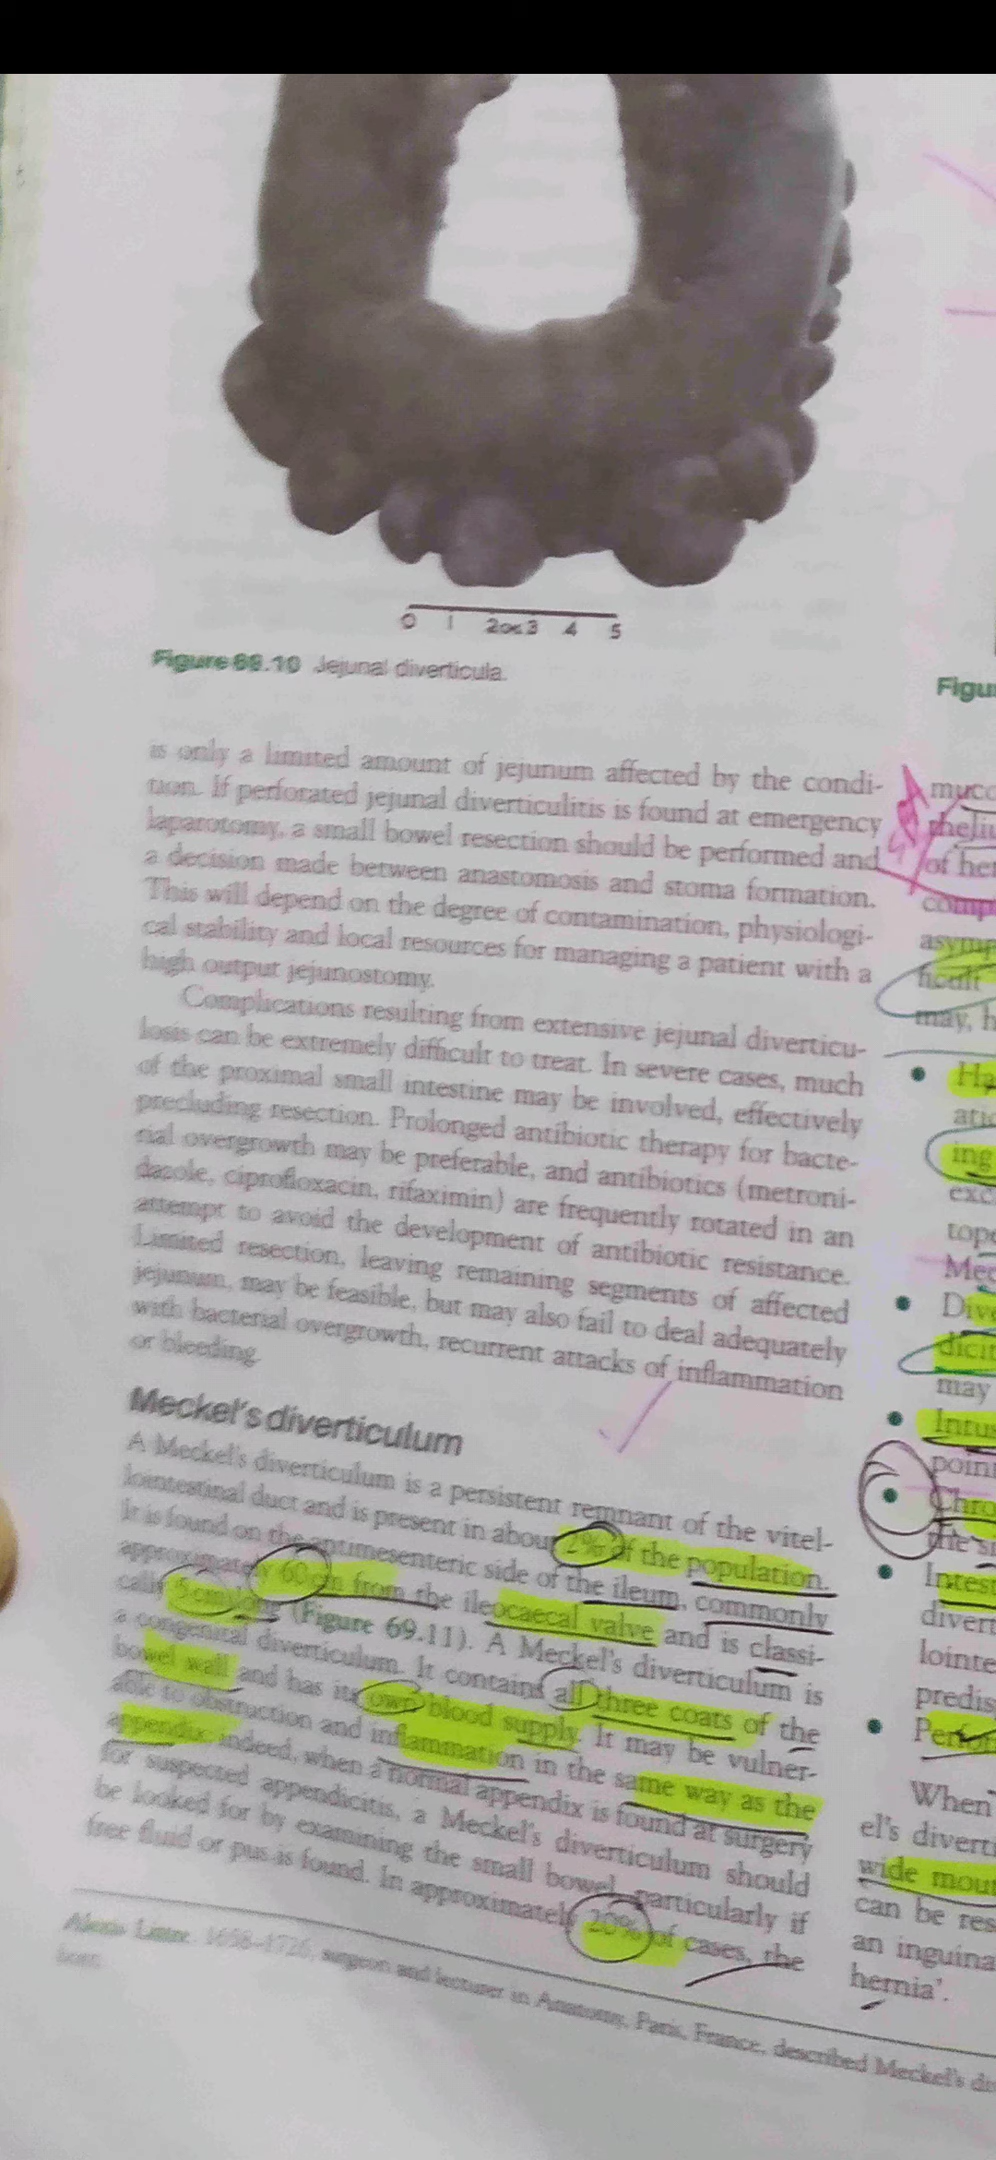 0 1 2cms3 4 5
Figure 69.10 Jejunal diverticula.
is only a limited amount of jejunum affected by the condi-
tion. If perforated jejunal diverticulitis is found at emergency
laparotomy, a small bowel resection should be performed and
a decision made between anastomosis and stoma formation.
This will depend on the degree of contamination, physiologi-
cal stability and local resources for managing a patient with a
high output jejunostomy.
Complications resulting from extensive jejunal diverticu-
losis can be extremely difficult to treat. In severe cases, much
of the proximal small intestine may be involved, effectively
precluding resection. Prolonged antibiotic therapy for bacte-
rial overgrowth may be preferable, and antibiotics (metroni-
dazole, ciprofloxacin, rifaximin) are frequently rotated in an
attempt to avoid the development of antibiotic resistance.
Limited resection, leaving remaining segments of affected
jejunum, may be feasible, but may also fail to deal adequately
with bacterial overgrowth, recurrent attacks of inflammation
or bleeding.
Meckel's diverticulum
A Meckel's diverticulum is a persistent remnant of the vitel-
lointestinal duct and is present in about 2% of the population.
It is found on the antimesenteric side of the ileum, commonly
approximately 60 cm from the ileocaecal valve and is classi-
cally 5 cm long (Figure 69.11). A Meckel's diverticulum is
a congenital diverticulum. It contains all three coats of the
bowel wall and has its own blood supply. It may be vulner-
able to obstruction and inflammation in the same way as the
appendix; indeed, when a normal appendix is found at surgery
for suspected appendicitis, a Meckel's diverticulum should
be looked for by examining the small bowel, particularly if
free fluid or pus is found. In approximately 20% of cases, the
Alexis Littre, 1658–1726, surgeon and lecturer in Anatomy, Paris, France, described Meckel's
Figu
muco
theliu
of het
comp
asymp
ficult
may, h
Ha
atio
ing
exc
topo
Mec
Dive
dicit
may
Intus
point
Chro
the s
Intest
diverti
lointe
predis
Perfo
When
el's diverti
wide mou
can be res
an inguina
hernia'.